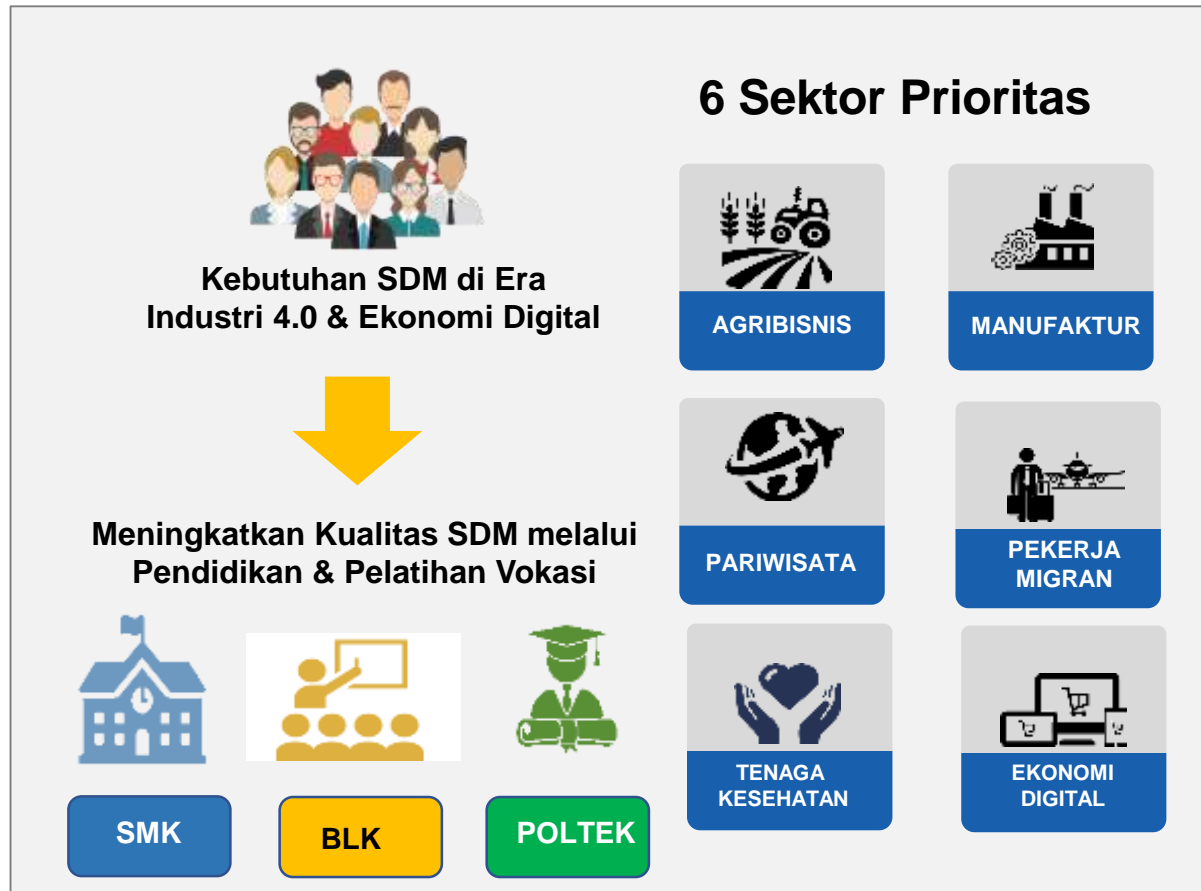 Kebutuhan SDM di Era
Industri 4.0 & Ekonomi Digital
Meningkatkan Kualitas SDM melalui
Pendidikan & Pelatihan Vokasi
SMK
BLK
POLTEK
6 Sektor Prioritas
AGRIBISNIS
MANUFAKTUR
PARIWISATA
PEKERJA
MIGRAN
TENAGA
KESEHATAN
EKONOMI
DIGITAL